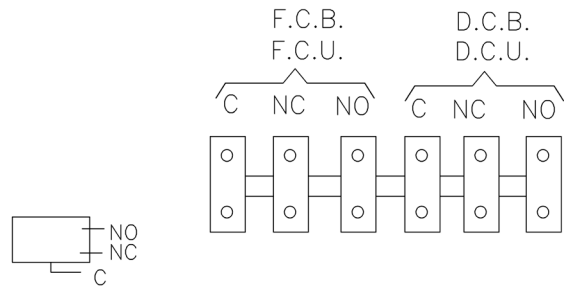 F.C.B. D.C.B.
F.C.U. D.C.U.
C NC NO C NC NO
NO
NC
C